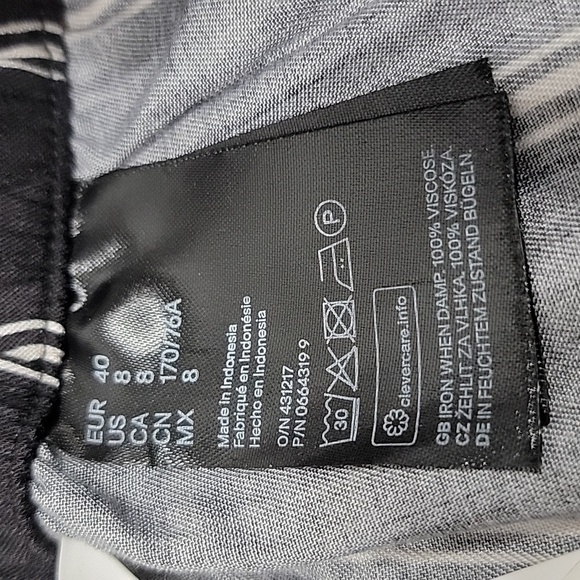 EUR 40
US 8
CA 8
CN 170/76A
MX 8
Made in Indonesia
Fabriqué en Indonésie
Hecho en Indonesia
O/N 431217
P/N 0664319 9
30
P
clevercare.info
GB IRON WHEN DAMP. 100% VISCOSE.
CZ ŽEHLIT ZA VLHKA. 100% VISKÓZA.
DE IN FEUCHTEM ZUSTAND BÜGELN.